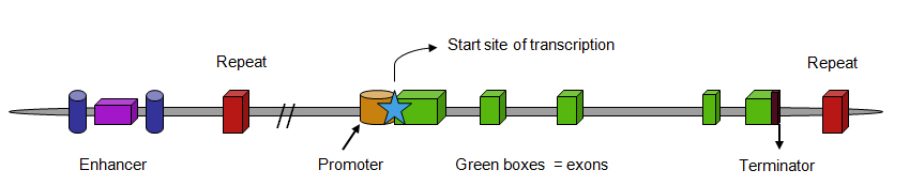 Start site of transcription
Repeat
Repeat
Enhancer
Promoter
Green boxes = exons
Terminator